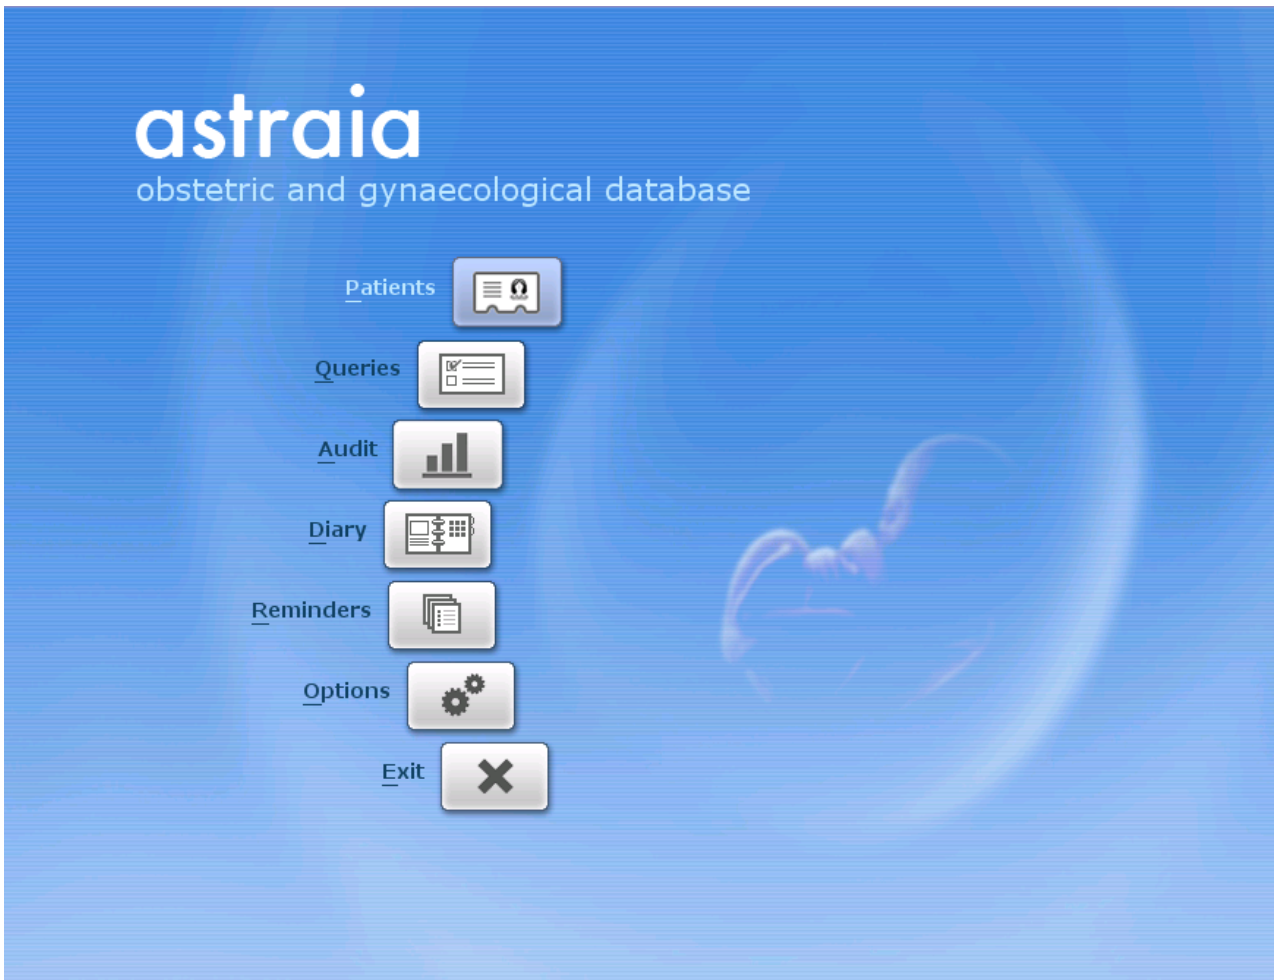 astraia
obstetric and gynaecological database
Patients
Queries
Audit
Diary
Reminders
Options
Exit